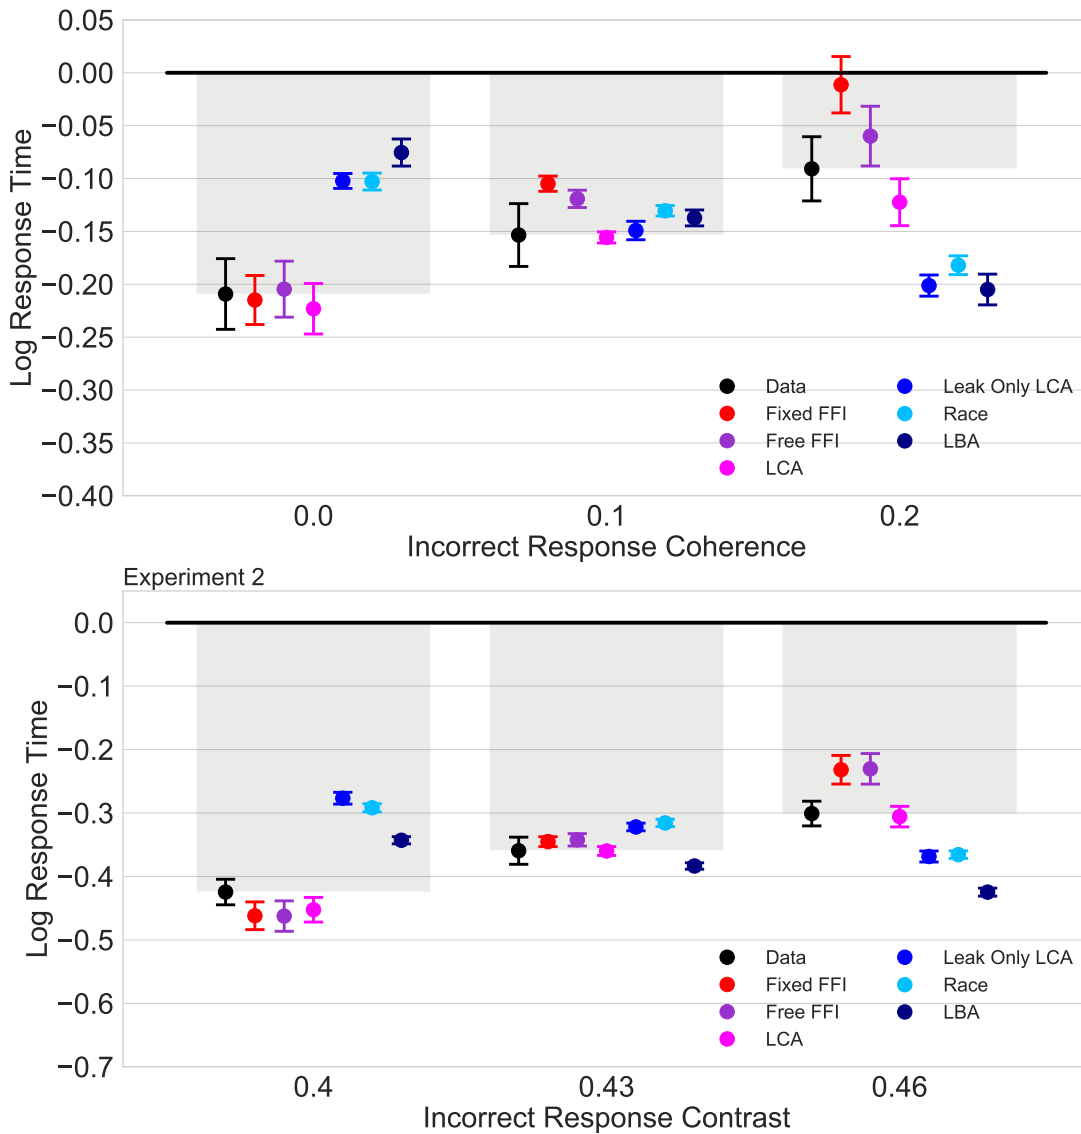 0.05
0.00
−0.05
−0.10
−0.15
−0.20
−0.25
−0.30
−0.35
−0.40
Log Response Time
Data
Fixed FFI
Free FFI
LCA
Leak Only LCA
Race
LBA
0.0 0.1 0.2
Incorrect Response Coherence
Experiment 2
0.0
−0.1
−0.2
−0.3
−0.4
−0.5
−0.6
−0.7
Log Response Time
Data
Fixed FFI
Free FFI
LCA
Leak Only LCA
Race
LBA
0.4 0.43 0.46
Incorrect Response Contrast